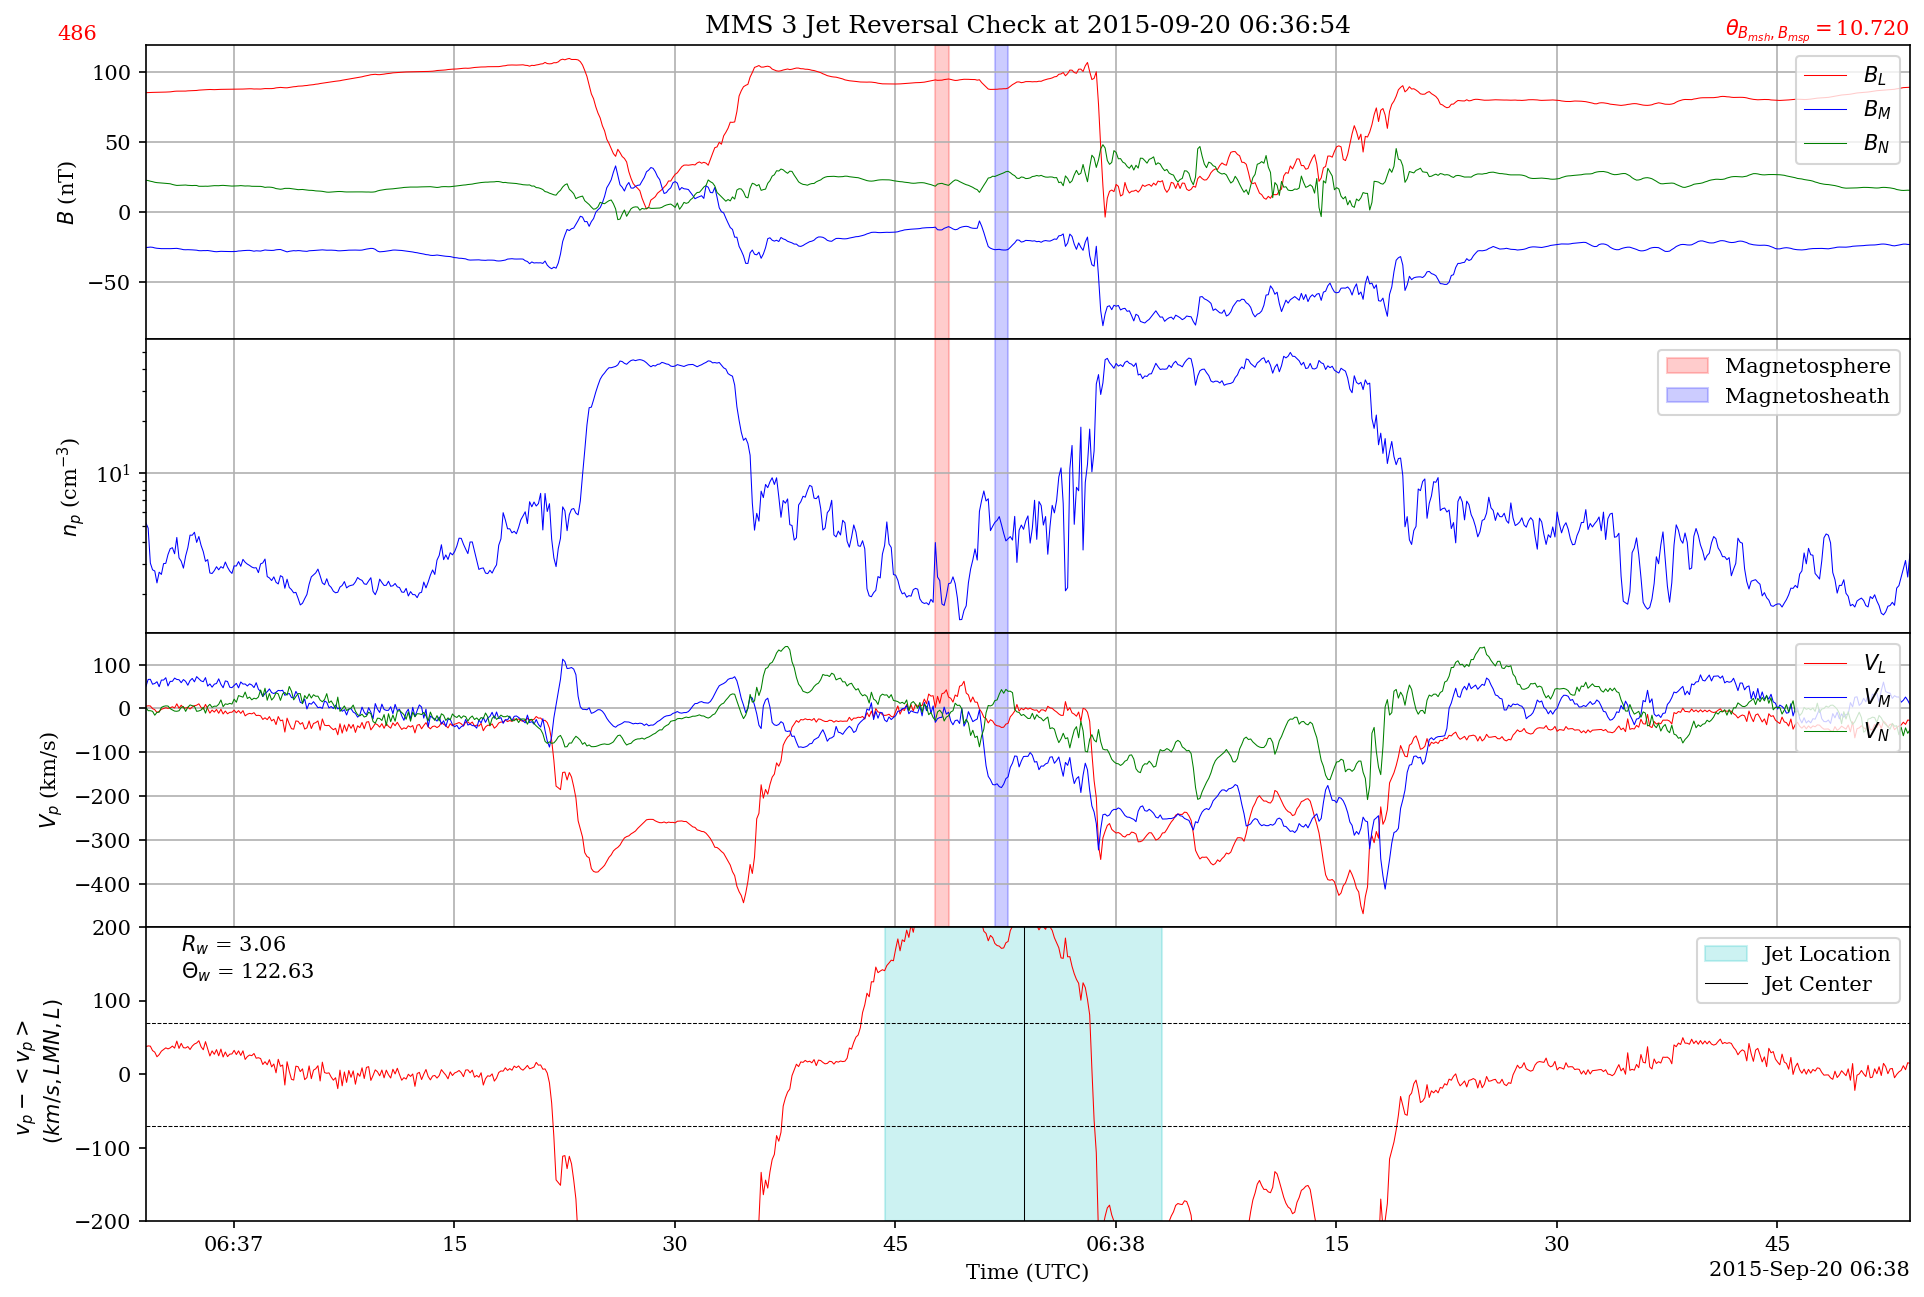 MMS 3 Jet Reversal Check at 2015-09-20 06:36:54
486
θ_{B_{msh}, B_{msp}} = 10.720
100
50
0
−50
B (nT)
B_L
B_M
B_N
10^1
n_p (cm^{−3})
Magnetosphere
Magnetosheath
100
0
−100
−200
−300
−400
V_p (km/s)
V_L
V_M
V_N
200
100
0
−100
−200
v_p − < v_p >
(km/s, LMN, L)
R_w = 3.06
Θ_w = 122.63
Jet Location
Jet Center
06:37 15 30 45 06:38 15 30 45
Time (UTC)
2015-Sep-20 06:38